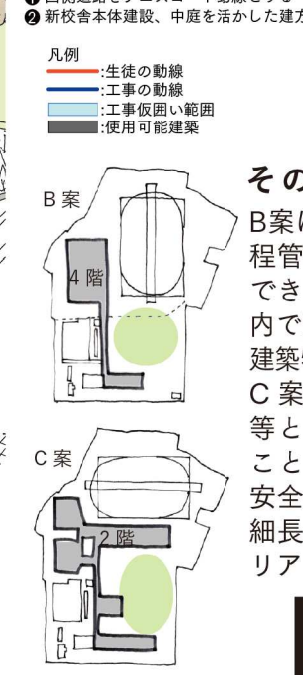 ❷ 新校舎本体建設、中庭を活かした建方
凡例
:生徒の動線
:工事の動線
:工事仮囲い範囲
:使用可能建築
B案
4階
C案
2階
その
B案に
程管
でき
内で
建築
C案
等と
こと
安全
細長
リア